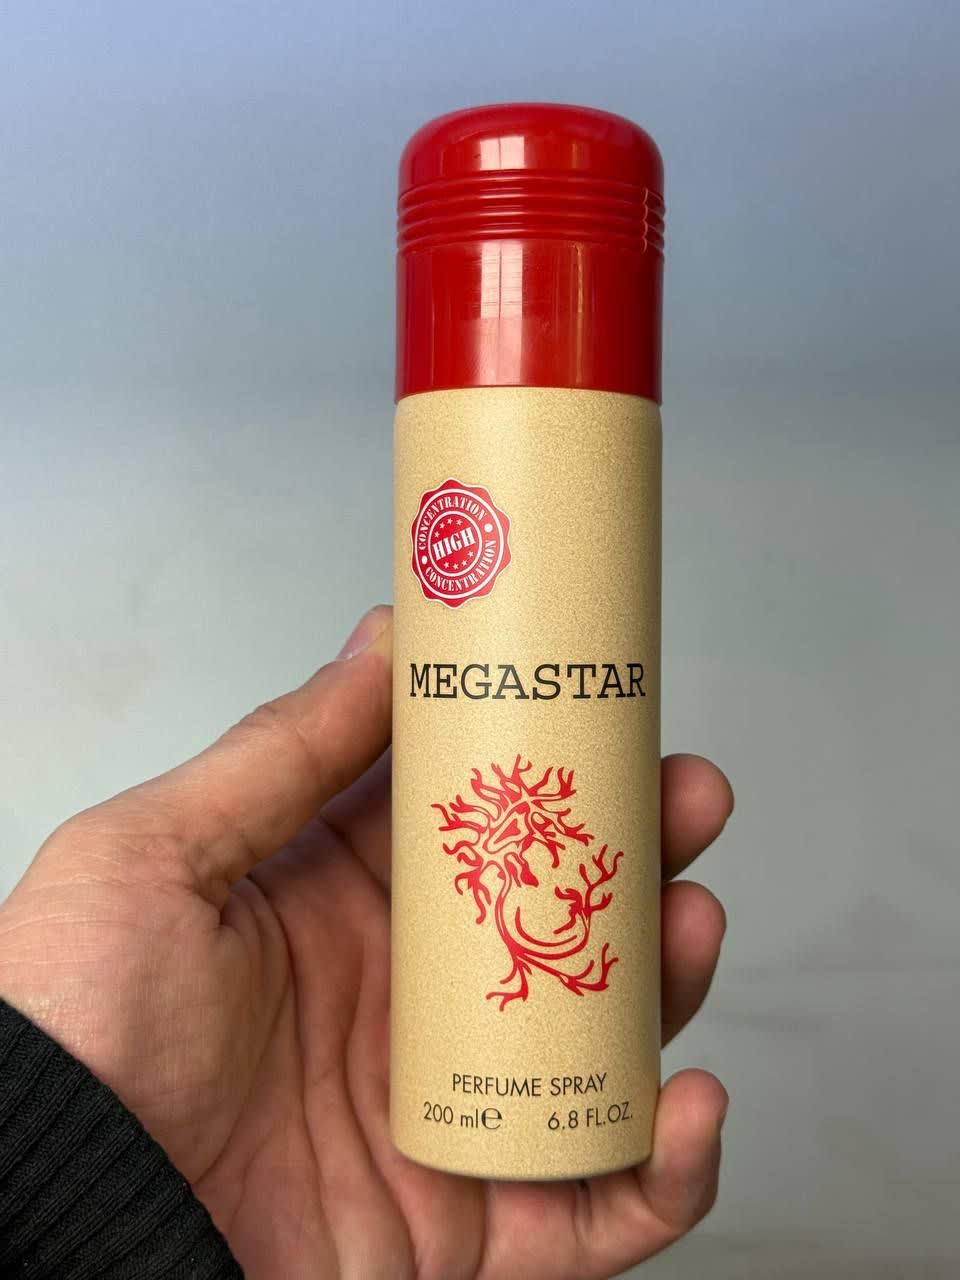 CONCENTRATION
HIGH
CONCENTRATION
MEGASTAR
PERFUME SPRAY
200 ml℮ 6.8 FL.OZ.